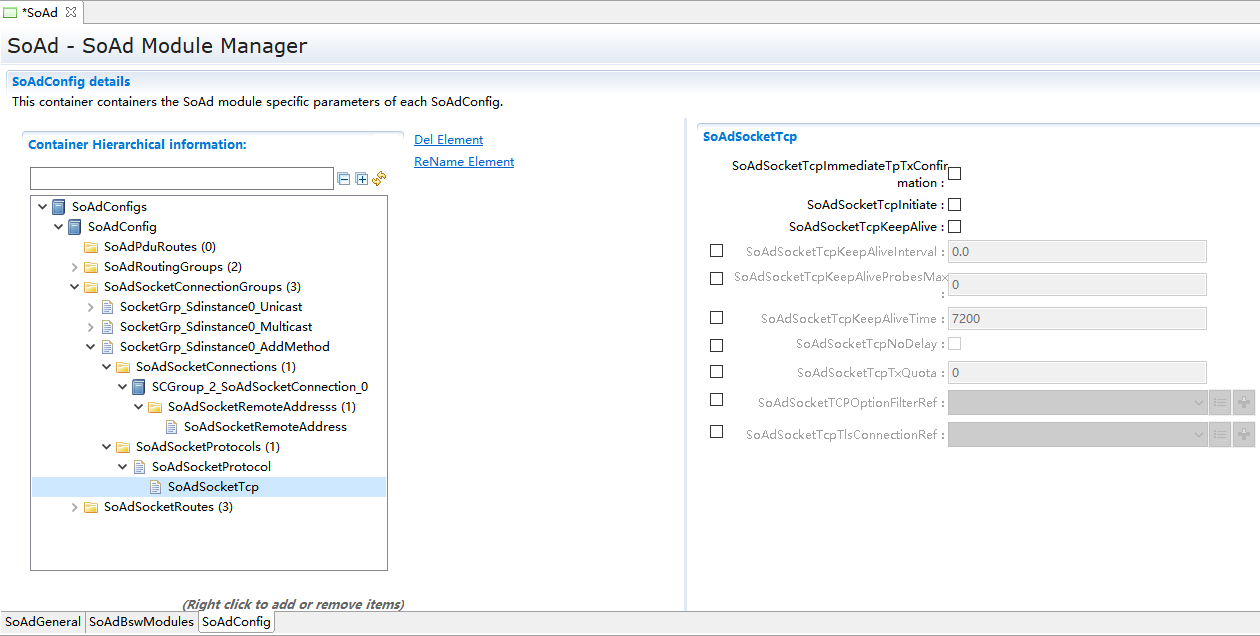 *SoAd
SoAd - SoAd Module Manager
SoAdConfig details
This container containers the SoAd module specific parameters of each SoAdConfig.
Container Hierarchical information:
Del Element
ReName Element
SoAdConfigs
SoAdConfig
SoAdPduRoutes (0)
SoAdRoutingGroups (2)
SoAdSocketConnectionGroups (3)
SocketGrp_Sdinstance0_Unicast
SocketGrp_Sdinstance0_Multicast
SocketGrp_Sdinstance0_AddMethod
SoAdSocketConnections (1)
SCGroup_2_SoAdSocketConnection_0
SoAdSocketRemoteAddresss (1)
SoAdSocketRemoteAddress
SoAdSocketProtocols (1)
SoAdSocketProtocol
SoAdSocketTcp
SoAdSocketRoutes (3)
(Right click to add or remove items)
SoAdSocketTcp
SoAdSocketTcpImmediateTpTxConfir
mation :
SoAdSocketTcpInitiate :
SoAdSocketTcpKeepAlive :
SoAdSocketTcpKeepAliveInterval : 0.0
SoAdSocketTcpKeepAliveProbesMax
: 0
SoAdSocketTcpKeepAliveTime : 7200
SoAdSocketTcpNoDelay :
SoAdSocketTcpTxQuota : 0
SoAdSocketTCPOptionFilterRef :
SoAdSocketTcpTlsConnectionRef :
SoAdGeneral SoAdBswModules SoAdConfig